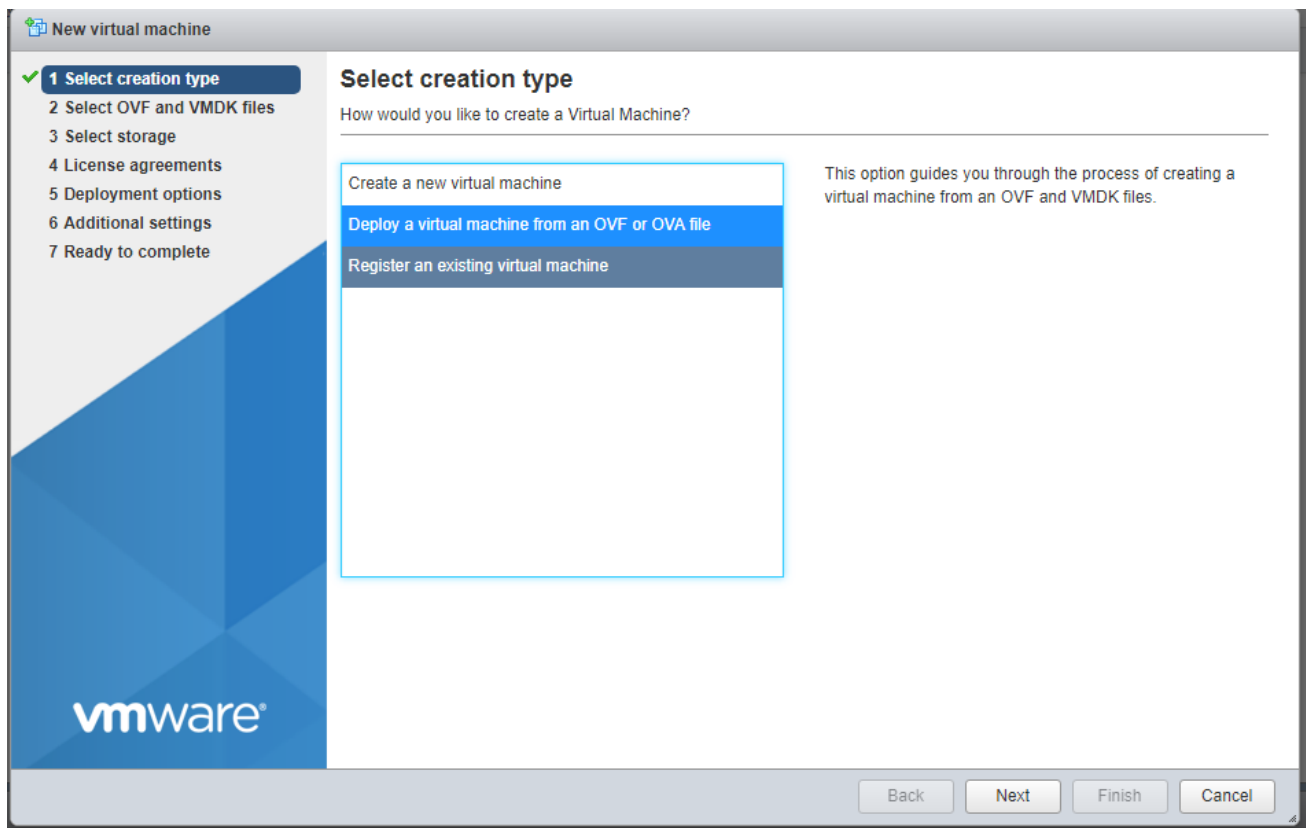 New virtual machine
1 Select creation type
2 Select OVF and VMDK files
3 Select storage
4 License agreements
5 Deployment options
6 Additional settings
7 Ready to complete
vmware®
Select creation type
How would you like to create a Virtual Machine?
Create a new virtual machine
Deploy a virtual machine from an OVF or OVA file
Register an existing virtual machine
This option guides you through the process of creating a
virtual machine from an OVF and VMDK files.
Back Next Finish Cancel